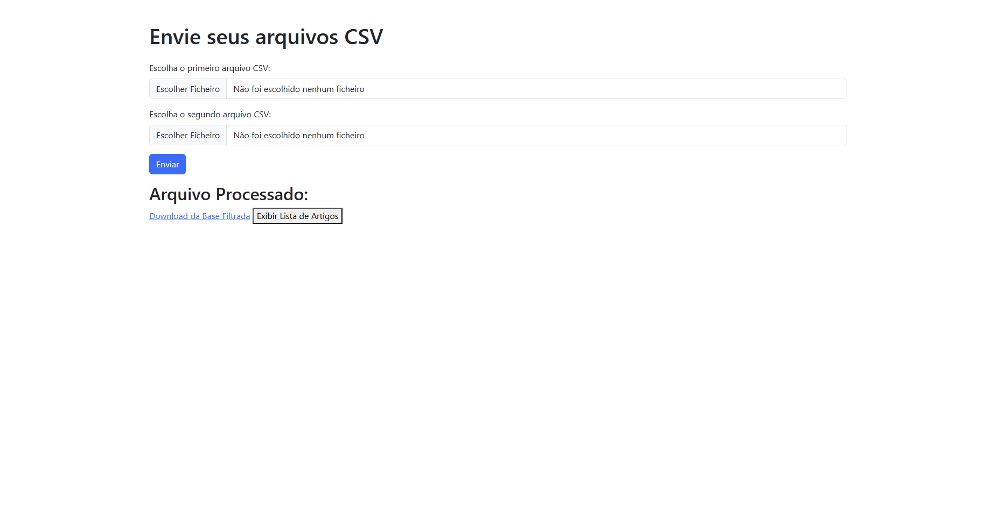 Envie seus arquivos CSV
Escolha o primeiro arquivo CSV:
Escolher Ficheiro Não foi escolhido nenhum ficheiro
Escolha o segundo arquivo CSV:
Escolher Ficheiro Não foi escolhido nenhum ficheiro
Enviar
Arquivo Processado:
Download da Base Filtrada Exibir Lista de Artigos